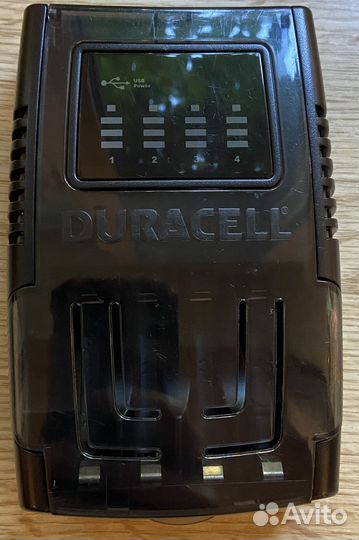 USB
Power
1 2 3 4
DURACELL®
Avito